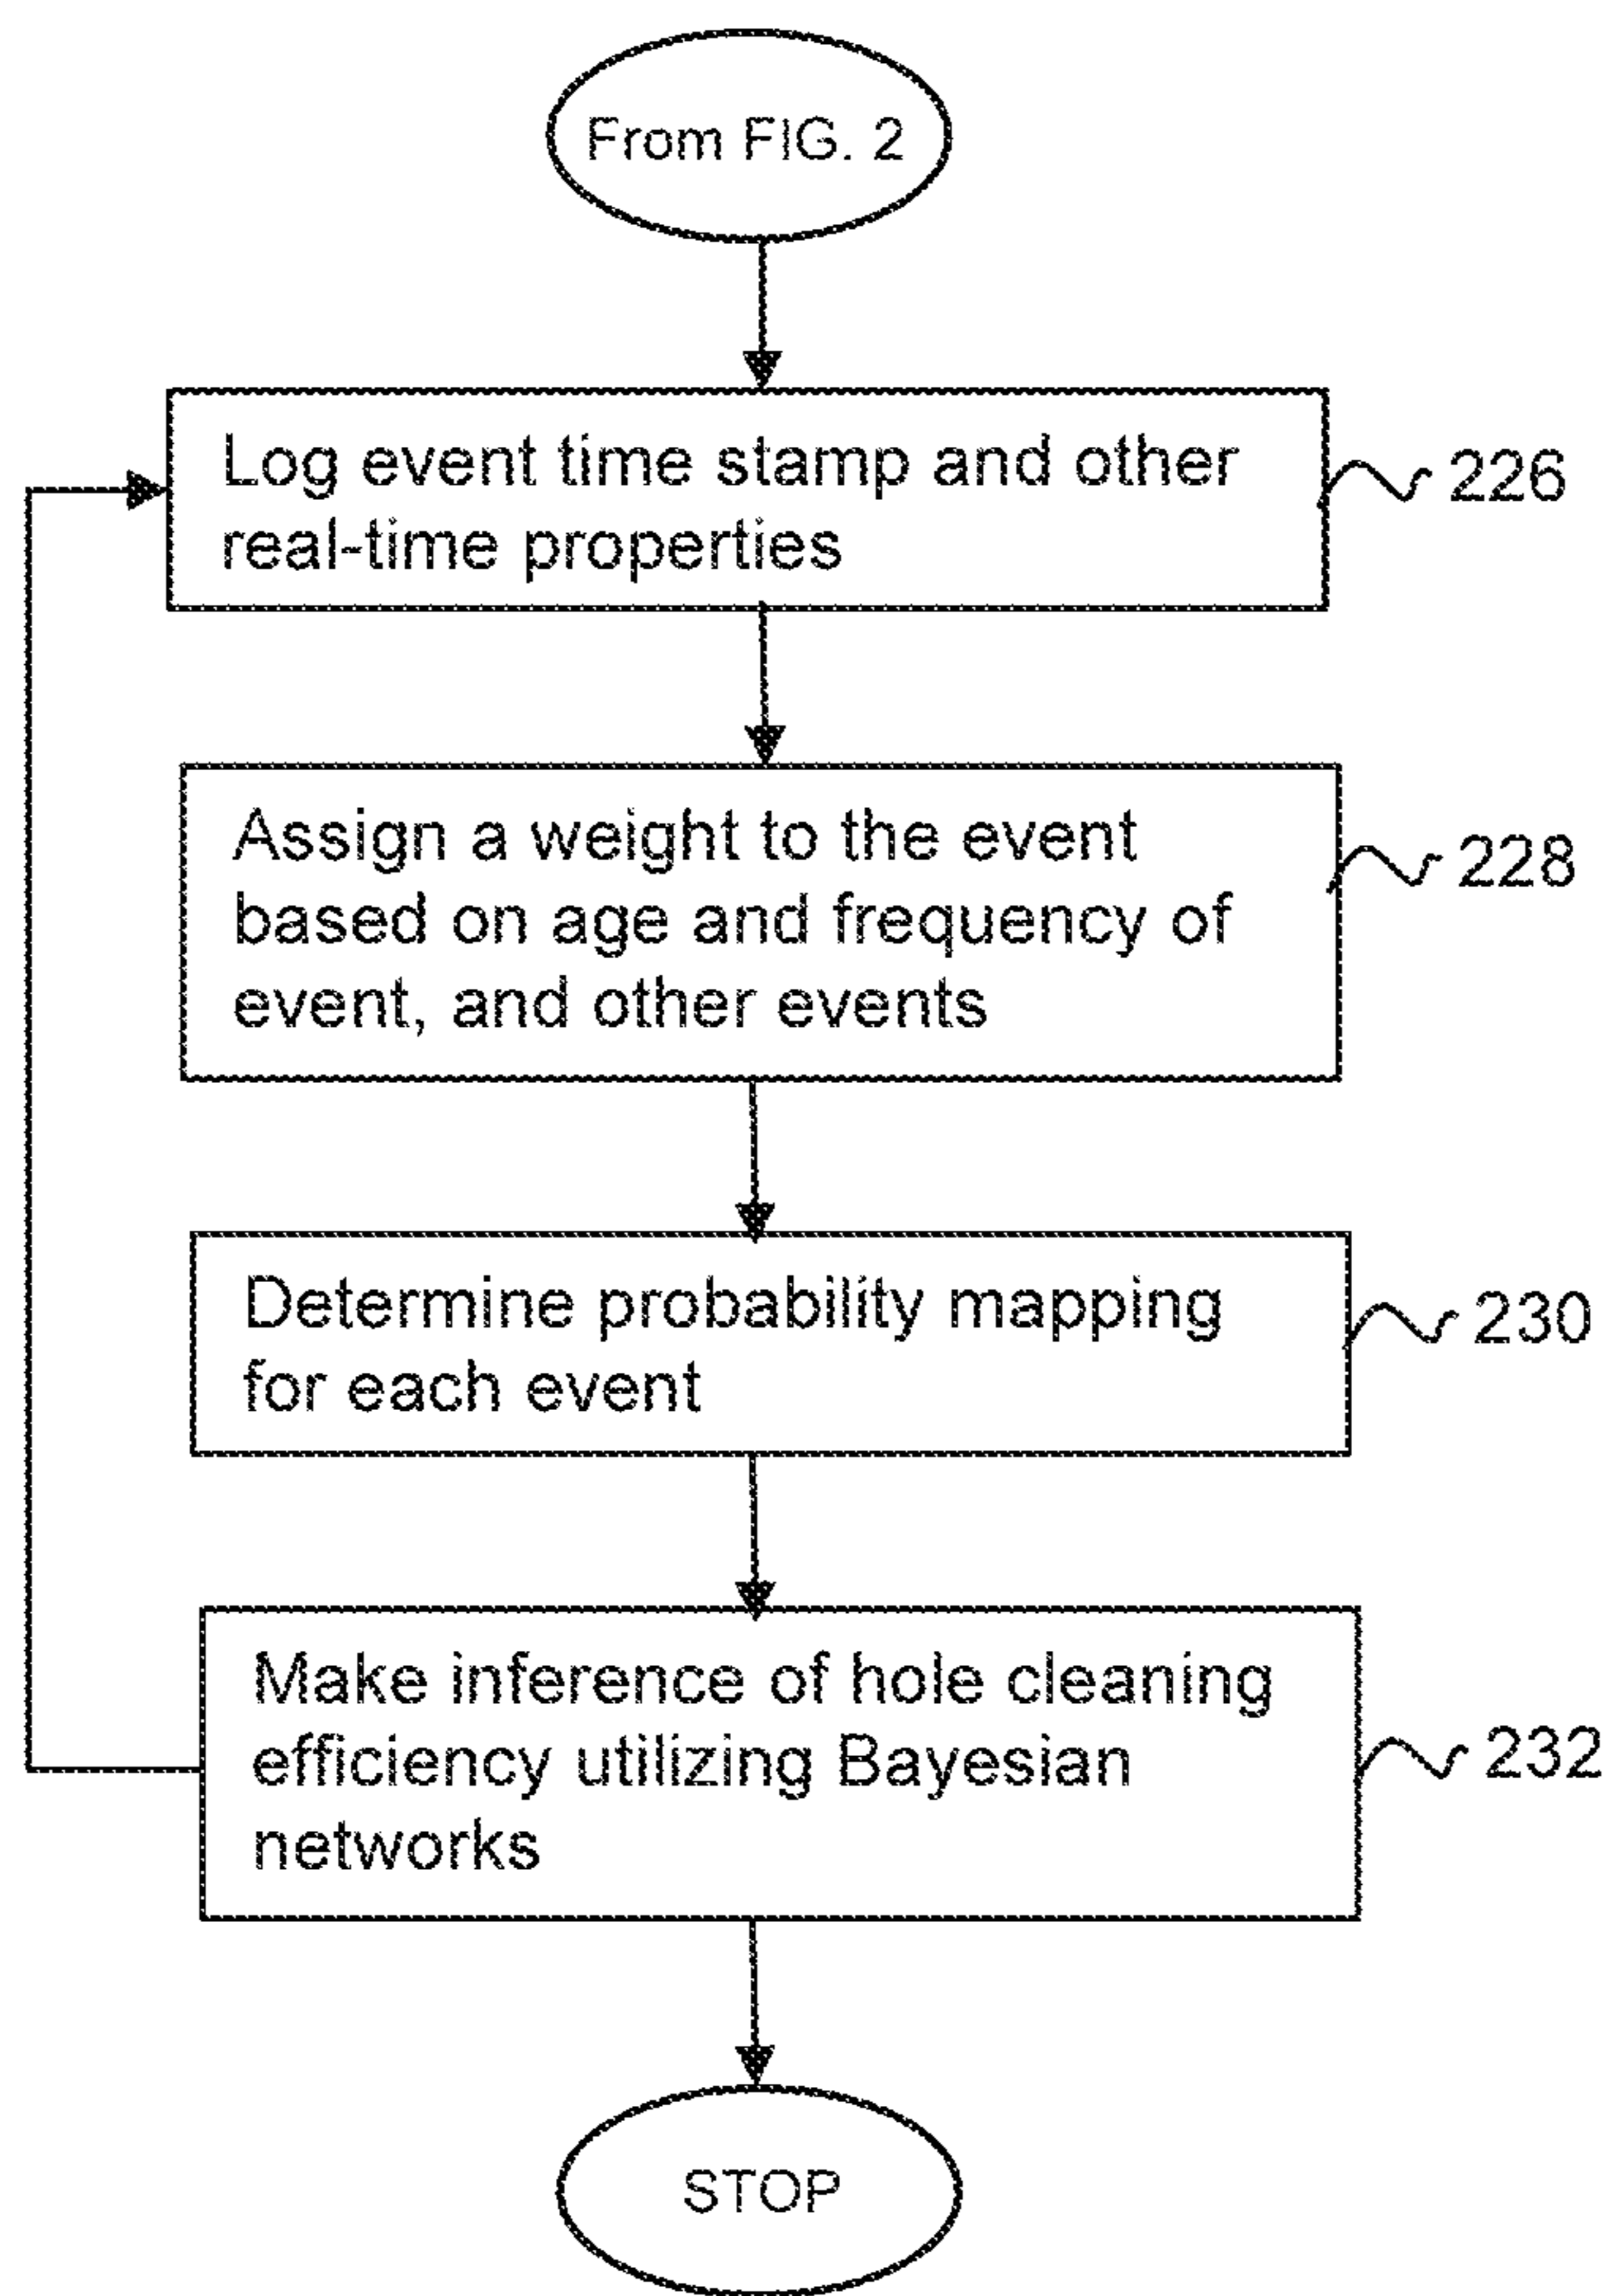 From FIG. 2
Log event time stamp and other
real-time properties
226
Assign a weight to the event
based on age and frequency of
event, and other events
228
Determine probability mapping
for each event
230
Make inference of hole cleaning
efficiency utilizing Bayesian
networks
232
STOP